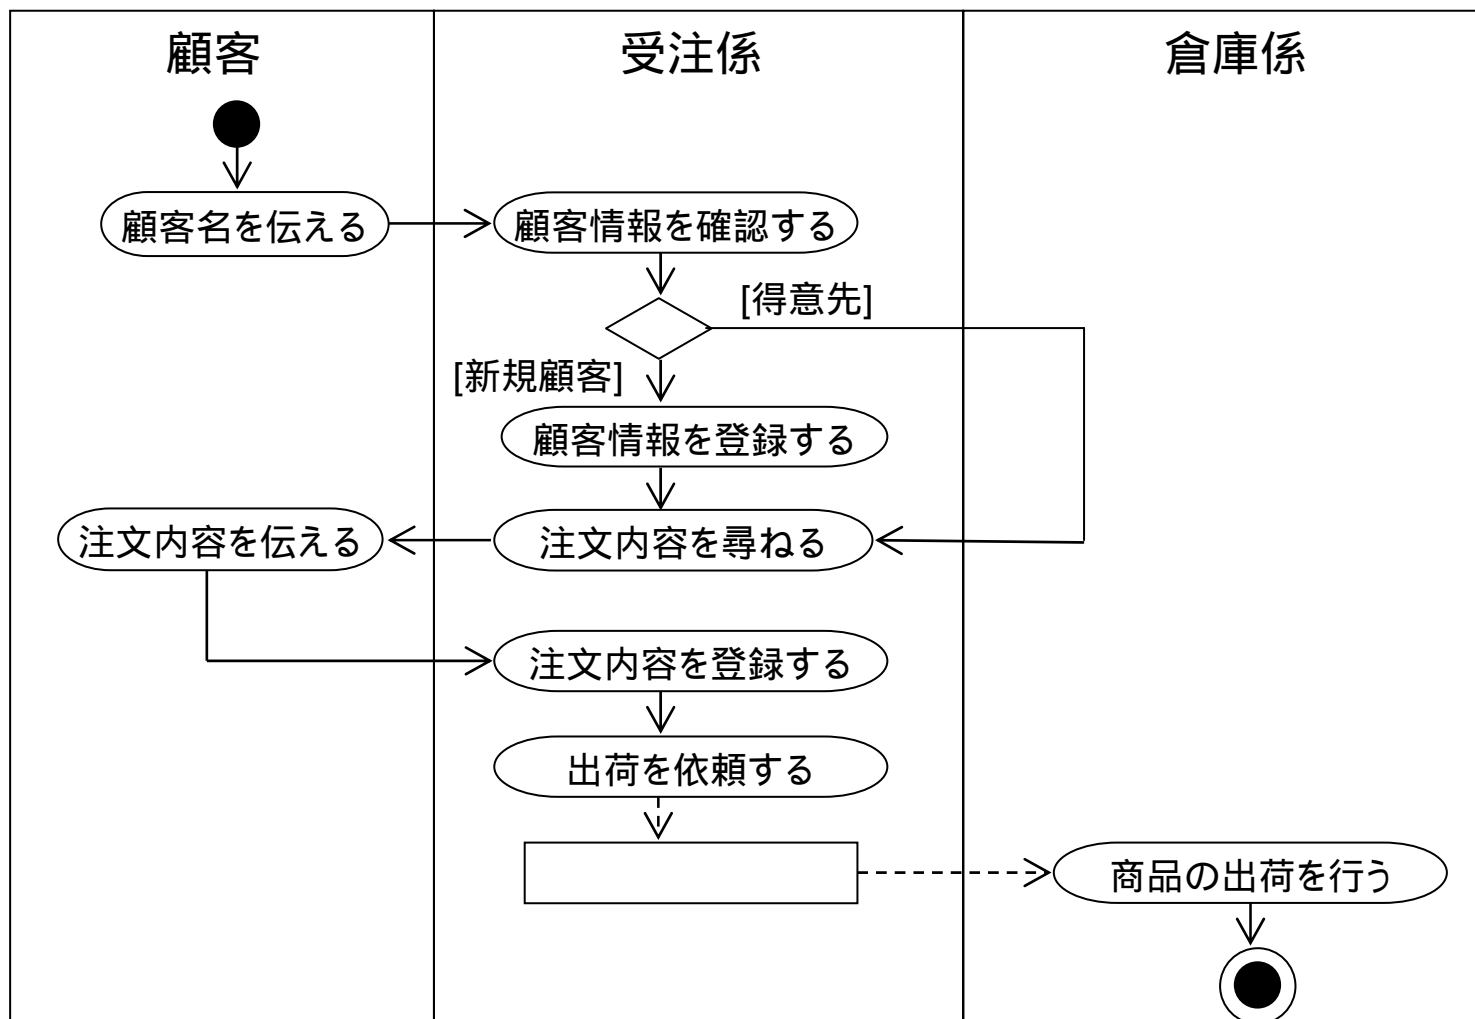 顧客
受注係
倉庫係
顧客名を伝える
顧客情報を確認する
[得意先]
[新規顧客]
顧客情報を登録する
注文内容を伝える
注文内容を尋ねる
注文内容を登録する
出荷を依頼する
商品の出荷を行う